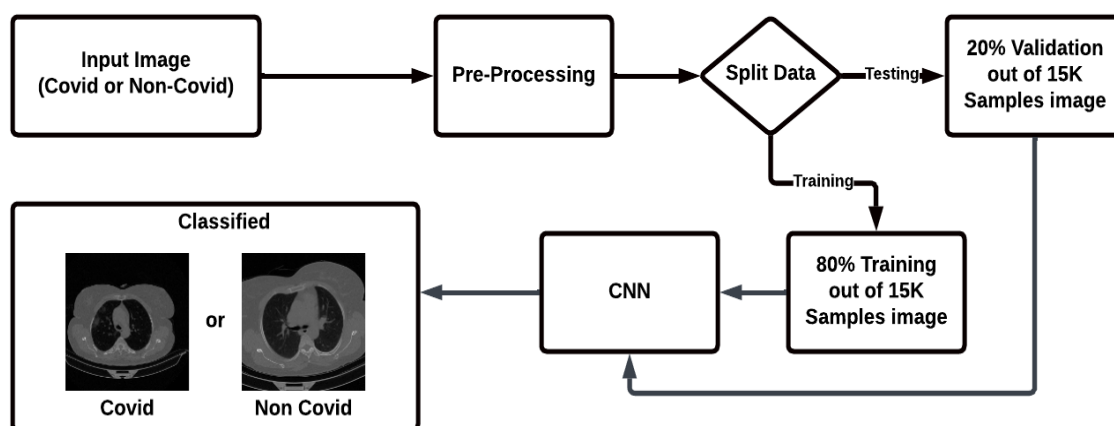 Input Image
(Covid or Non-Covid)
Pre-Processing
Split Data
Testing
20% Validation
out of 15K
Samples image
Training
80% Training
out of 15K
Samples image
CNN
Classified
or
Covid
Non Covid